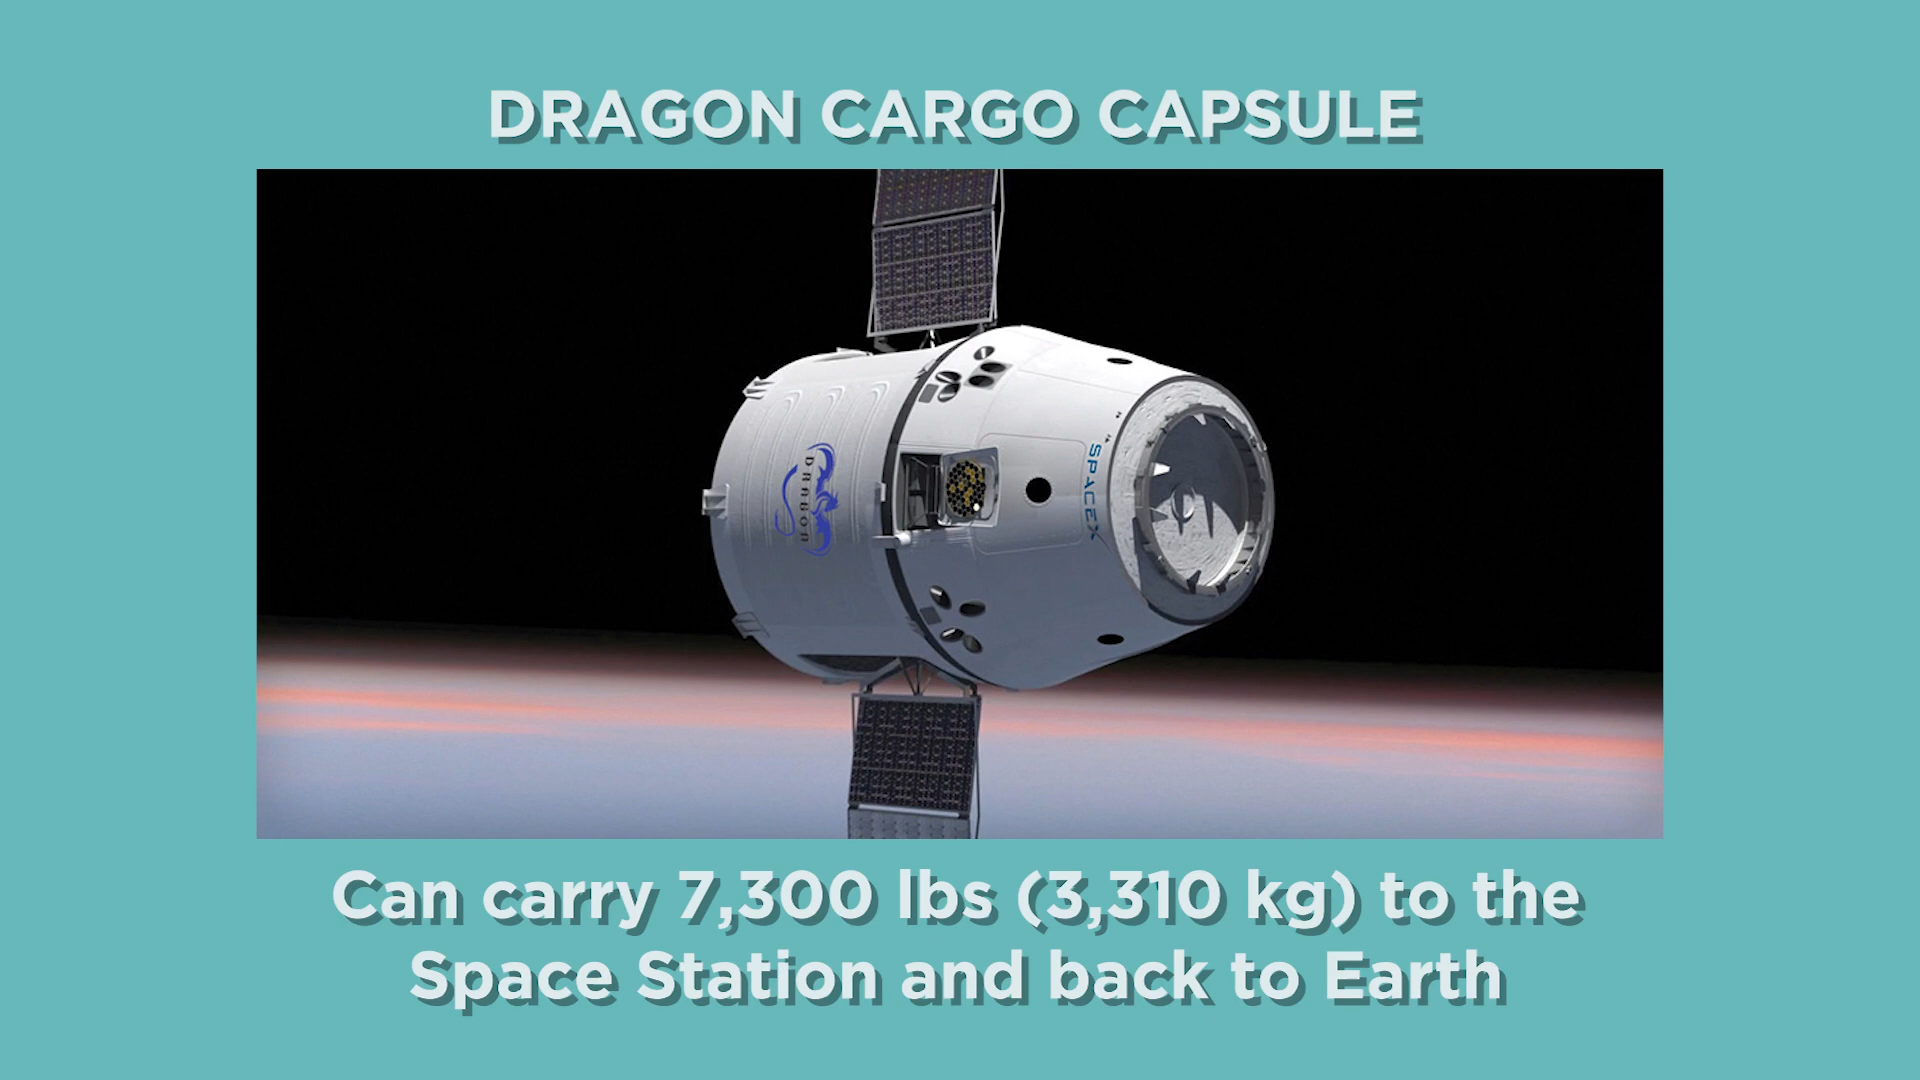 DRAGON CARGO CAPSULE
DRAGON
SPACEX
Can carry 7,300 lbs (3,310 kg) to the
Space Station and back to Earth